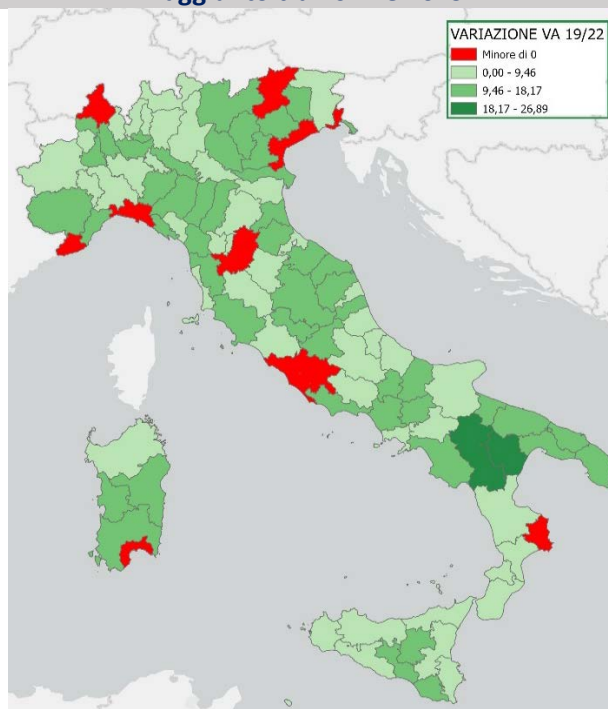 VARIAZIONE VA 19/22
Minore di 0
0,00 - 9,46
9,46 - 18,17
18,17 - 26,89